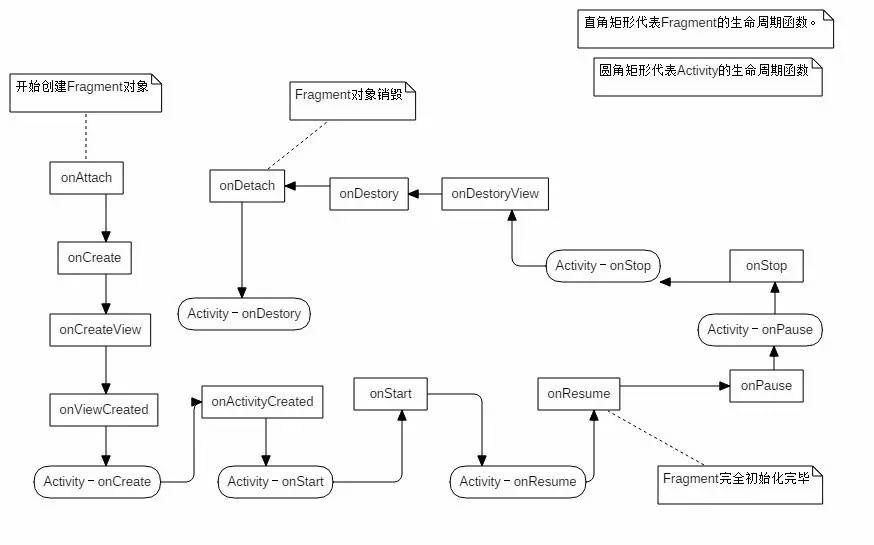 直角矩形代表Fragment的生命周期函数。
圆角矩形代表Activity的生命周期函数
开始创建Fragment对象
Fragment对象销毁
onAttach
onDetach
onDestory
onDestoryView
onCreate
Activity－onStop
onStop
Activity－onDestory
onCreateView
Activity－onPause
onPause
onActivityCreated
onStart
onResume
onViewCreated
Activity－onCreate
Activity－onStart
Activity－onResume
Fragment完全初始化完毕